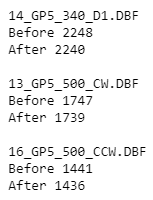 14_GP5_340_D1.DBF
Before 2248
After 2240
13_GP5_500_CW.DBF
Before 1747
After 1739
16_GP5_500_CCW.DBF
Before 1441
After 1436